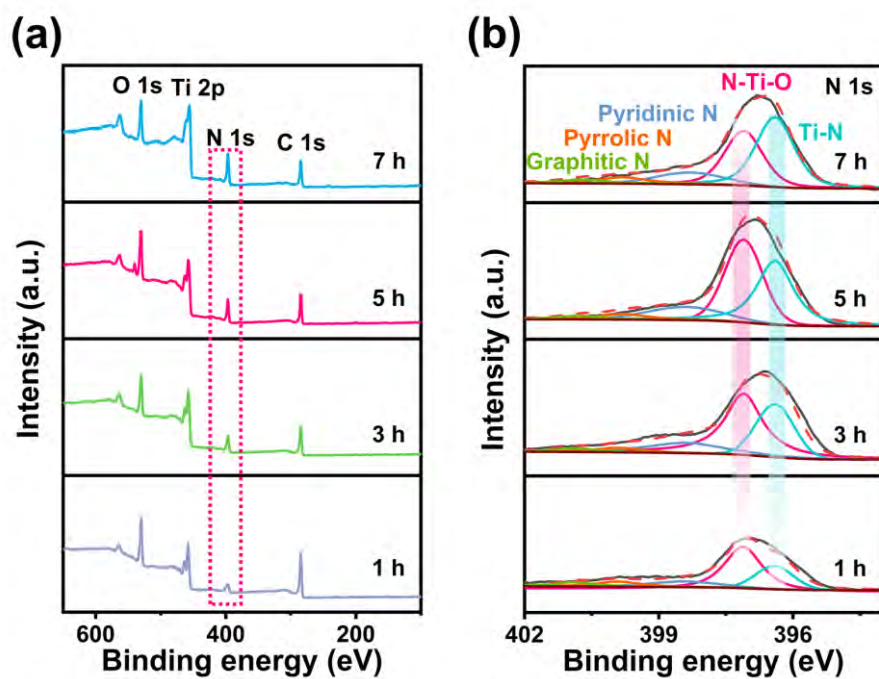 (a)
O 1s Ti 2p
N 1s
C 1s
7 h
5 h
3 h
1 h
Intensity (a.u.)
600
400
200
Binding energy (eV)
(b)
N-Ti-O
N 1s
Pyridinic N
Pyrrolic N
Ti-N
Graphitic N
7 h
5 h
3 h
1 h
Intensity (a.u.)
402
399
396
Binding energy (eV)